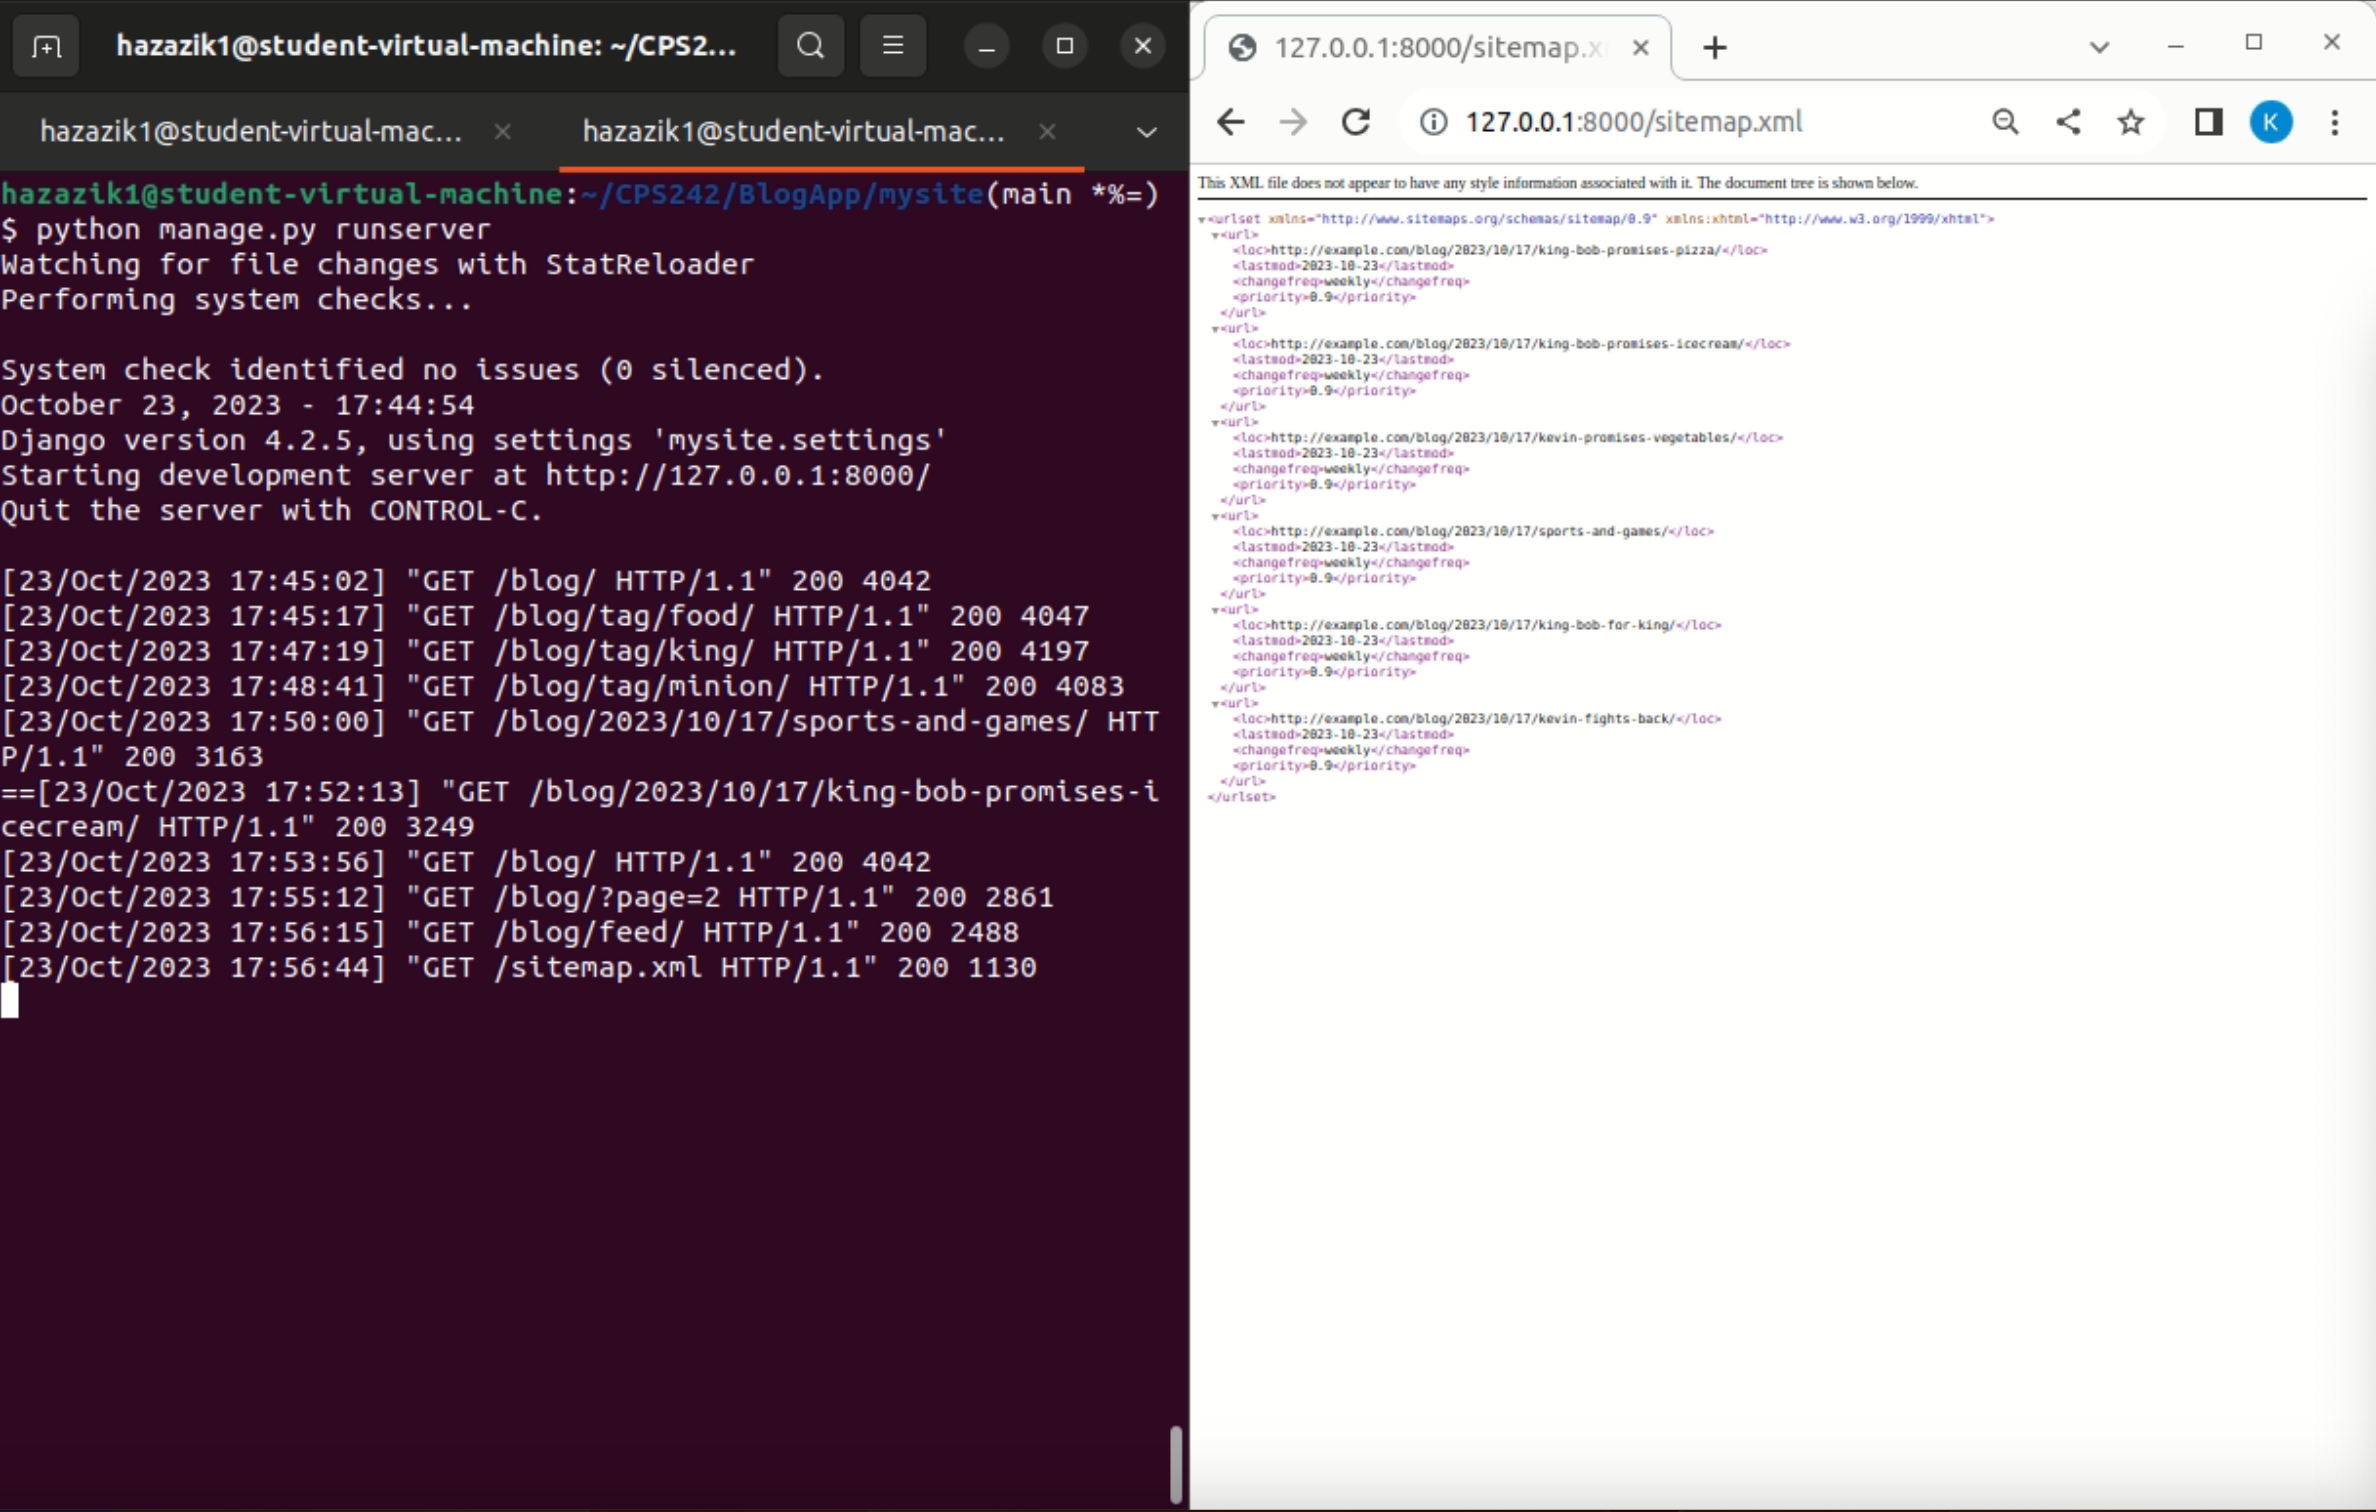 hazazik1@student-virtual-machine: ~/CPS2...
hazazik1@student-virtual-mac...
hazazik1@student-virtual-mac...
hazazik1@student-virtual-machine:~/CPS242/BlogApp/mysite(main *%=)
$ python manage.py runserver
Watching for file changes with StatReloader
Performing system checks...
System check identified no issues (0 silenced).
October 23, 2023 - 17:44:54
Django version 4.2.5, using settings 'mysite.settings'
Starting development server at http://127.0.0.1:8000/
Quit the server with CONTROL-C.
[23/Oct/2023 17:45:02] "GET /blog/ HTTP/1.1" 200 4042
[23/Oct/2023 17:45:17] "GET /blog/tag/food/ HTTP/1.1" 200 4047
[23/Oct/2023 17:47:19] "GET /blog/tag/king/ HTTP/1.1" 200 4197
[23/Oct/2023 17:48:41] "GET /blog/tag/minion/ HTTP/1.1" 200 4083
[23/Oct/2023 17:50:00] "GET /blog/2023/10/17/sports-and-games/ HTT
P/1.1" 200 3163
==[23/Oct/2023 17:52:13] "GET /blog/2023/10/17/king-bob-promises-i
cecream/ HTTP/1.1" 200 3249
[23/Oct/2023 17:53:56] "GET /blog/ HTTP/1.1" 200 4042
[23/Oct/2023 17:55:12] "GET /blog/?page=2 HTTP/1.1" 200 2861
[23/Oct/2023 17:56:15] "GET /blog/feed/ HTTP/1.1" 200 2488
[23/Oct/2023 17:56:44] "GET /sitemap.xml HTTP/1.1" 200 1130
127.0.0.1:8000/sitemap.x
127.0.0.1:8000/sitemap.xml
K
This XML file does not appear to have any style information associated with it. The document tree is shown below.
▼<urlset xmlns="http://www.sitemaps.org/schemas/sitemap/0.9" xmlns:xhtml="http://www.w3.org/1999/xhtml">
▼<url>
<loc>http://example.com/blog/2023/10/17/king-bob-promises-pizza/</loc>
<lastmod>2023-10-23</lastmod>
<changefreq>weekly</changefreq>
<priority>0.9</priority>
</url>
▼<url>
<loc>http://example.com/blog/2023/10/17/king-bob-promises-icecream/</loc>
<lastmod>2023-10-23</lastmod>
<changefreq>weekly</changefreq>
<priority>0.9</priority>
</url>
▼<url>
<loc>http://example.com/blog/2023/10/17/kevin-promises-vegetables/</loc>
<lastmod>2023-10-23</lastmod>
<changefreq>weekly</changefreq>
<priority>0.9</priority>
</url>
▼<url>
<loc>http://example.com/blog/2023/10/17/sports-and-games/</loc>
<lastmod>2023-10-23</lastmod>
<changefreq>weekly</changefreq>
<priority>0.9</priority>
</url>
▼<url>
<loc>http://example.com/blog/2023/10/17/king-bob-for-king/</loc>
<lastmod>2023-10-23</lastmod>
<changefreq>weekly</changefreq>
<priority>0.9</priority>
</url>
▼<url>
<loc>http://example.com/blog/2023/10/17/kevin-fights-back/</loc>
<lastmod>2023-10-23</lastmod>
<changefreq>weekly</changefreq>
<priority>0.9</priority>
</url>
</urlset>